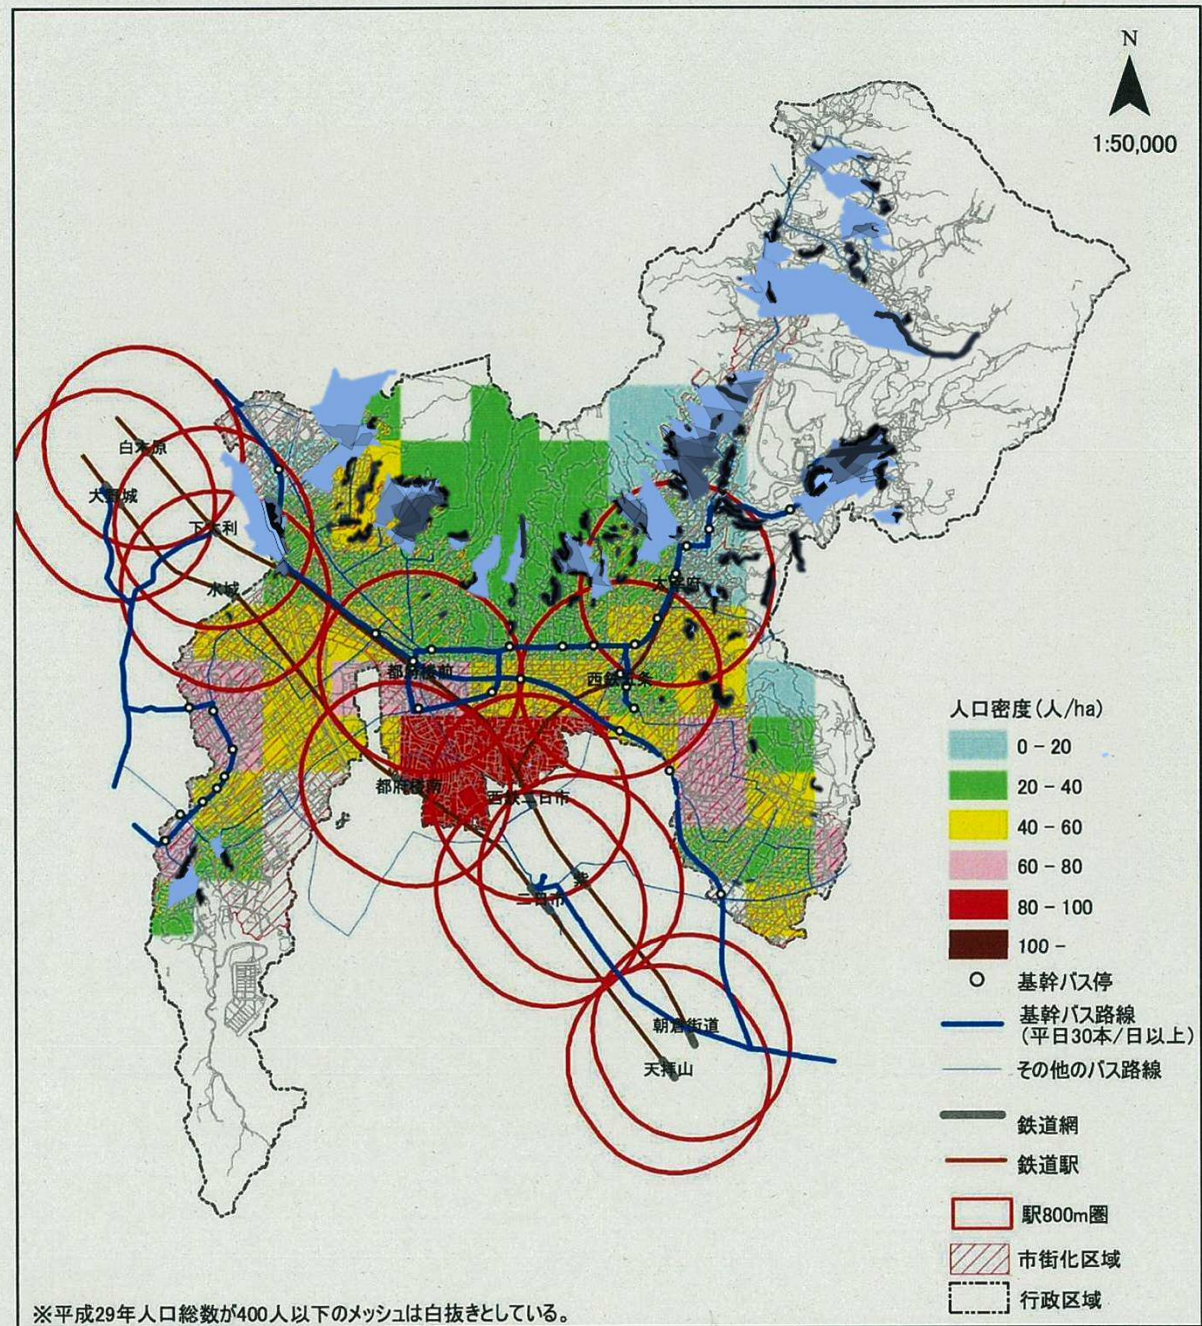 N
1:50,000
白木原
大野城
下大利
水城
太宰府
都府楼前
西鉄五条
都府楼南
西鉄二日市
紫
二日市
朝倉街道
天拝山
人口密度(人/ha)
0 - 20
20 - 40
40 - 60
60 - 80
80 - 100
100 -
基幹バス停
基幹バス路線
(平日30本/日以上)
その他のバス路線
鉄道網
鉄道駅
駅800m圏
市街化区域
行政区域
※平成29年人口総数が400人以下のメッシュは白抜きとしている。